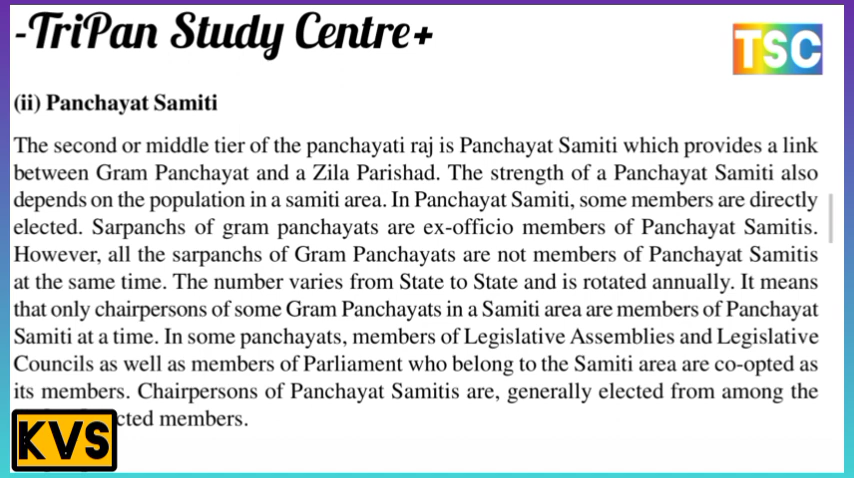 -TriPan Study Centre+
TSC
(ii) Panchayat Samiti
The second or middle tier of the panchayati raj is Panchayat Samiti which provides a link
between Gram Panchayat and a Zila Parishad. The strength of a Panchayat Samiti also
depends on the population in a samiti area. In Panchayat Samiti, some members are directly
elected. Sarpanchs of gram panchayats are ex-officio members of Panchayat Samitis.
However, all the sarpanchs of Gram Panchayats are not members of Panchayat Samitis
at the same time. The number varies from State to State and is rotated annually. It means
that only chairpersons of some Gram Panchayats in a Samiti area are members of Panchayat
Samiti at a time. In some panchayats, members of Legislative Assemblies and Legislative
Councils as well as members of Parliament who belong to the Samiti area are co-opted as
its members. Chairpersons of Panchayat Samitis are, generally elected from among the
cted members.
KVS